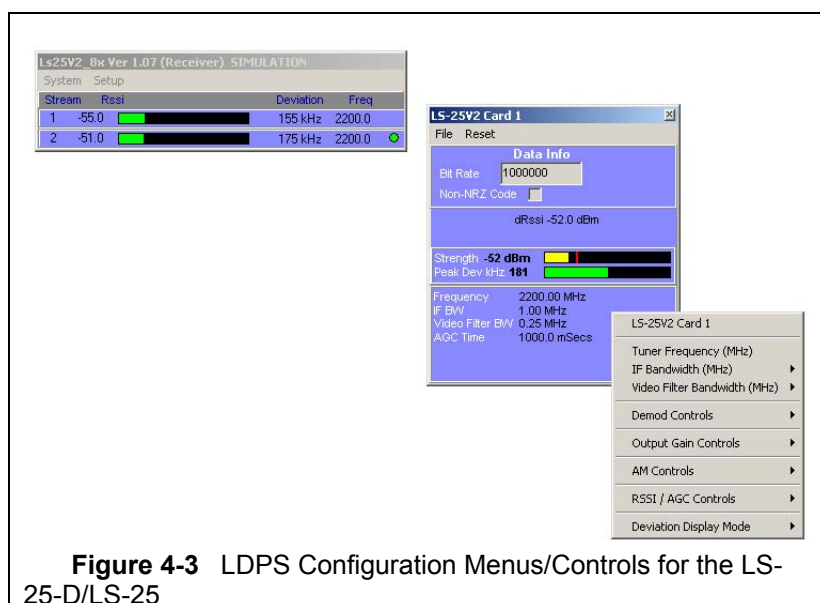 Ls25V2_8x Ver 1.07 (Receiver) SIMULATION
System Setup
Stream Rssi Deviation Freq
1 -55.0 155 kHz 2200.0
2 -51.0 175 kHz 2200.0
LS-25V2 Card 1
File Reset
Data Info
Bit Rate 1000000
Non-NRZ Code
dRssi -52.0 dBm
Strength -52 dBm
Peak Dev kHz 181
Frequency 2200.00 MHz
IF BW 1.00 MHz
Video Filter BW 0.25 MHz
AGC Time 1000.0 mSecs
LS-25V2 Card 1
Tuner Frequency (MHz)
IF Bandwidth (MHz)
Video Filter Bandwidth (MHz)
Demod Controls
Output Gain Controls
AM Controls
RSSI / AGC Controls
Deviation Display Mode
Figure 4-3 LDPS Configuration Menus/Controls for the LS-
25-D/LS-25